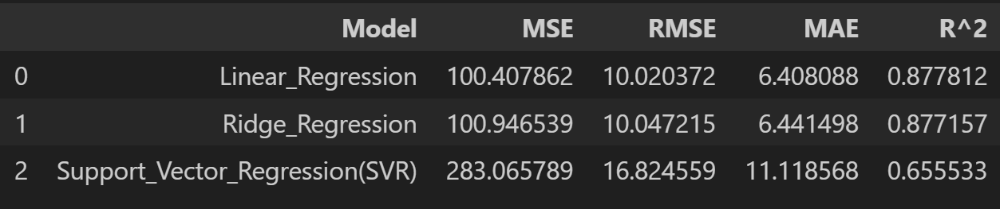 Model MSE RMSE MAE R^2
0 Linear_Regression 100.407862 10.020372 6.408088 0.877812
1 Ridge_Regression 100.946539 10.047215 6.441498 0.877157
2 Support_Vector_Regression(SVR) 283.065789 16.824559 11.118568 0.655533